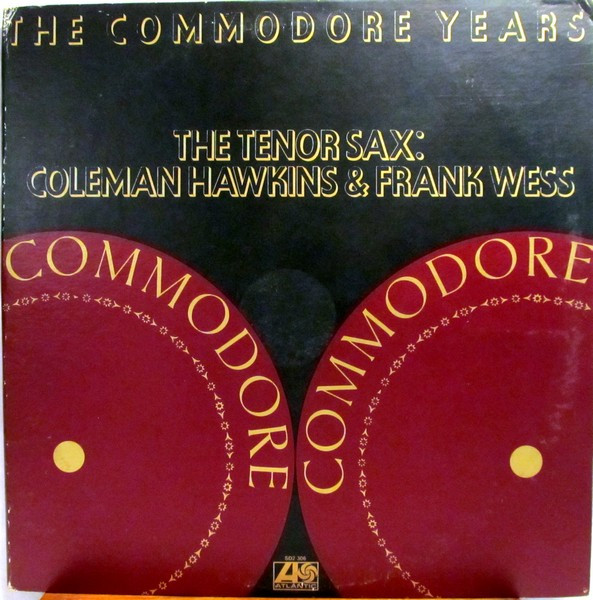 THE COMMODORE YEARS
THE TENOR SAX:
COLEMAN HAWKINS & FRANK WESS
COMMODORE
COMMODORE
SD2 306
ATLANTIC